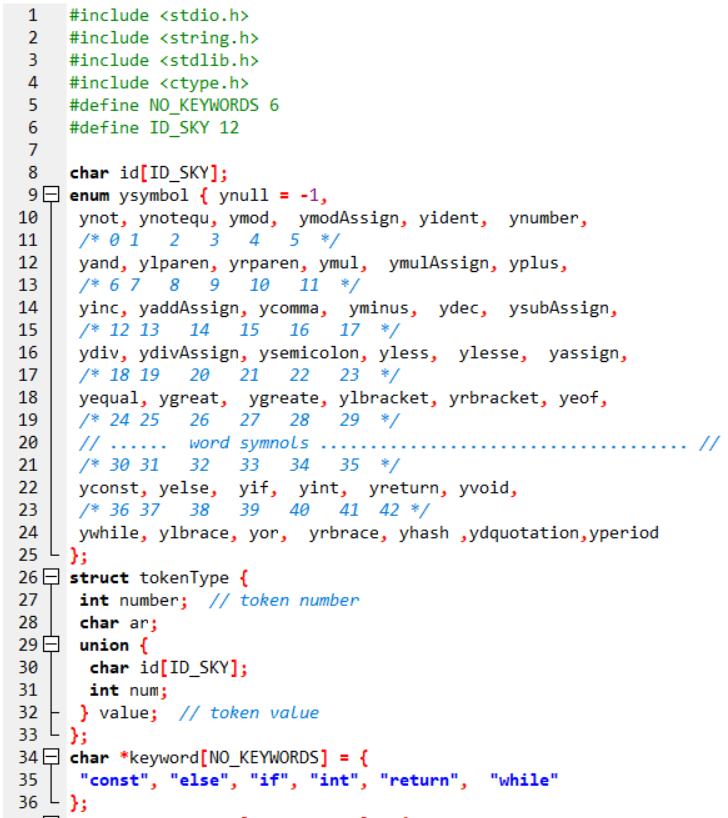 1 #include <stdio.h>
2 #include <string.h>
3 #include <stdlib.h>
4 #include <ctype.h>
5 #define NO_KEYWORDS 6
6 #define ID_SKY 12
7
8 char id[ID_SKY];
9 enum ysymbol { ynull = -1,
10 ynot, ynotequ, ymod, ymodAssign, yident, ynumber,
11 /* 0 1 2 3 4 5 */
12 yand, ylparen, yrparen, ymul, ymulAssign, yplus,
13 /* 6 7 8 9 10 11 */
14 yinc, yaddAssign, ycomma, yminus, ydec, ysubAssign,
15 /* 12 13 14 15 16 17 */
16 ydiv, ydivAssign, ysemicolon, yless, ylesse, yassign,
17 /* 18 19 20 21 22 23 */
18 yequal, ygreat, ygreate, ylbracket, yrbracket, yeof,
19 /* 24 25 26 27 28 29 */
20 // ...... word symnols ..................................... //
21 /* 30 31 32 33 34 35 */
22 yconst, yelse, yif, yint, yreturn, yvoid,
23 /* 36 37 38 39 40 41 42 */
24 ywhile, ylbrace, yor, yrbrace, yhash ,ydquotation,yperiod
25 };
26 struct tokenType {
27 int number; // token number
28 char ar;
29 union {
30 char id[ID_SKY];
31 int num;
32 } value; // token value
33 };
34 char *keyword[NO_KEYWORDS] = {
35 "const", "else", "if", "int", "return", "while"
36 };